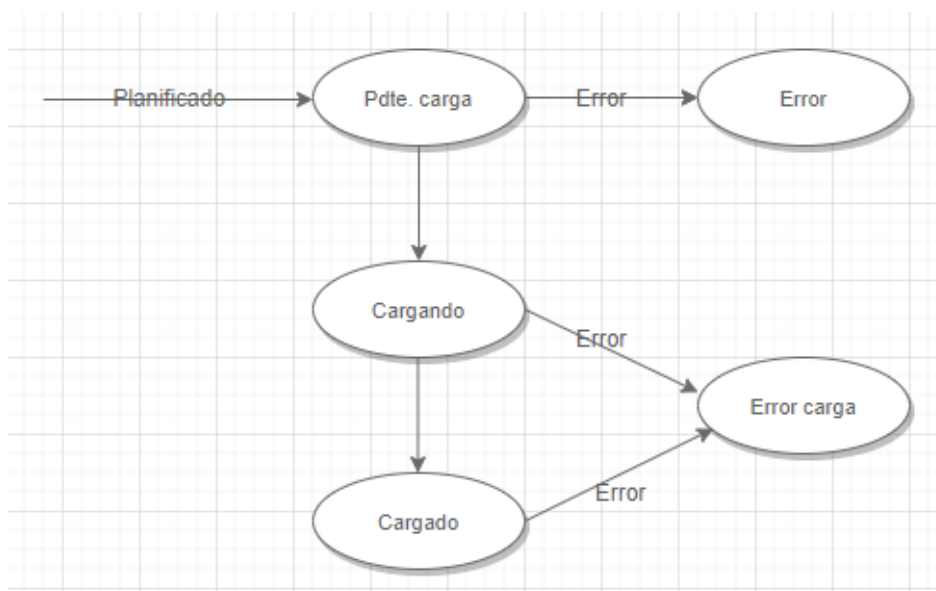 Planificado
Pdte. carga
Error
Error
Cargando
Error
Error carga
Error
Cargado